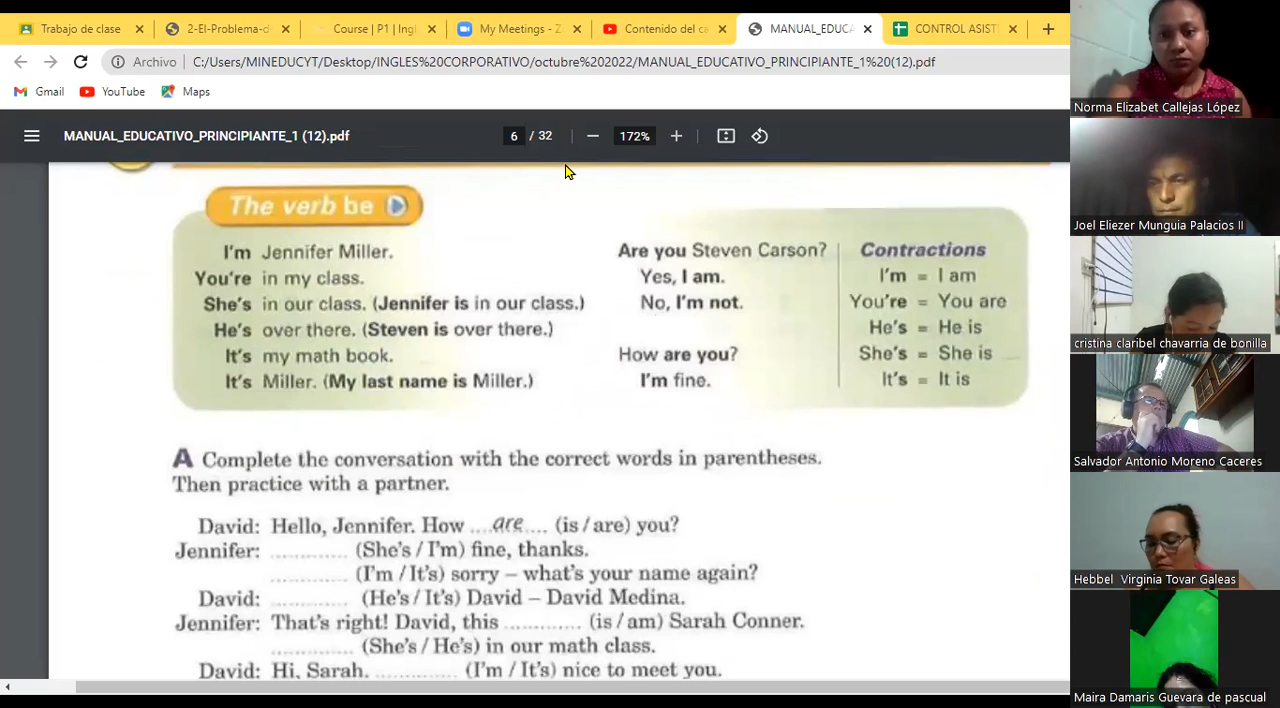 Trabajo de clase
2-El-Problema-d
Course | P1 | Ingl
My Meetings - Z
Contenido del ca
MANUAL_EDUCA
CONTROL ASIST
Archivo
C:/Users/MINEDUCYT/Desktop/INGLES%20CORPORATIVO/octubre%202022/MANUAL_EDUCATIVO_PRINCIPIANTE_1%20(12).pdf
Gmail YouTube Maps
MANUAL_EDUCATIVO_PRINCIPIANTE_1 (12).pdf
6 / 32
172%
The verb be
I'm Jennifer Miller.
You're in my class.
She's in our class. (Jennifer is in our class.)
He's over there. (Steven is over there.)
It's my math book.
It's Miller. (My last name is Miller.)
Are you Steven Carson?
Yes, I am.
No, I'm not.
How are you?
I'm fine.
Contractions
I'm = I am
You're = You are
He's = He is
She's = She is
It's = It is
A Complete the conversation with the correct words in parentheses.
Then practice with a partner.
David: Hello, Jennifer. How ....are.... (is / are) you?
Jennifer: ............ (She's / I'm) fine, thanks.
............ (I'm / It's) sorry – what's your name again?
David: ............ (He's / It's) David – David Medina.
Jennifer: That's right! David, this ............ (is / am) Sarah Conner.
............ (She's / He's) in our math class.
David: Hi, Sarah. ............ (I'm / It's) nice to meet you.
Norma Elizabet Callejas López
Joel Eliezer Munguia Palacios II
cristina claribel chavarria de bonilla
Salvador Antonio Moreno Caceres
Hebbel Virginia Tovar Galeas
Maira Damaris Guevara de pascual